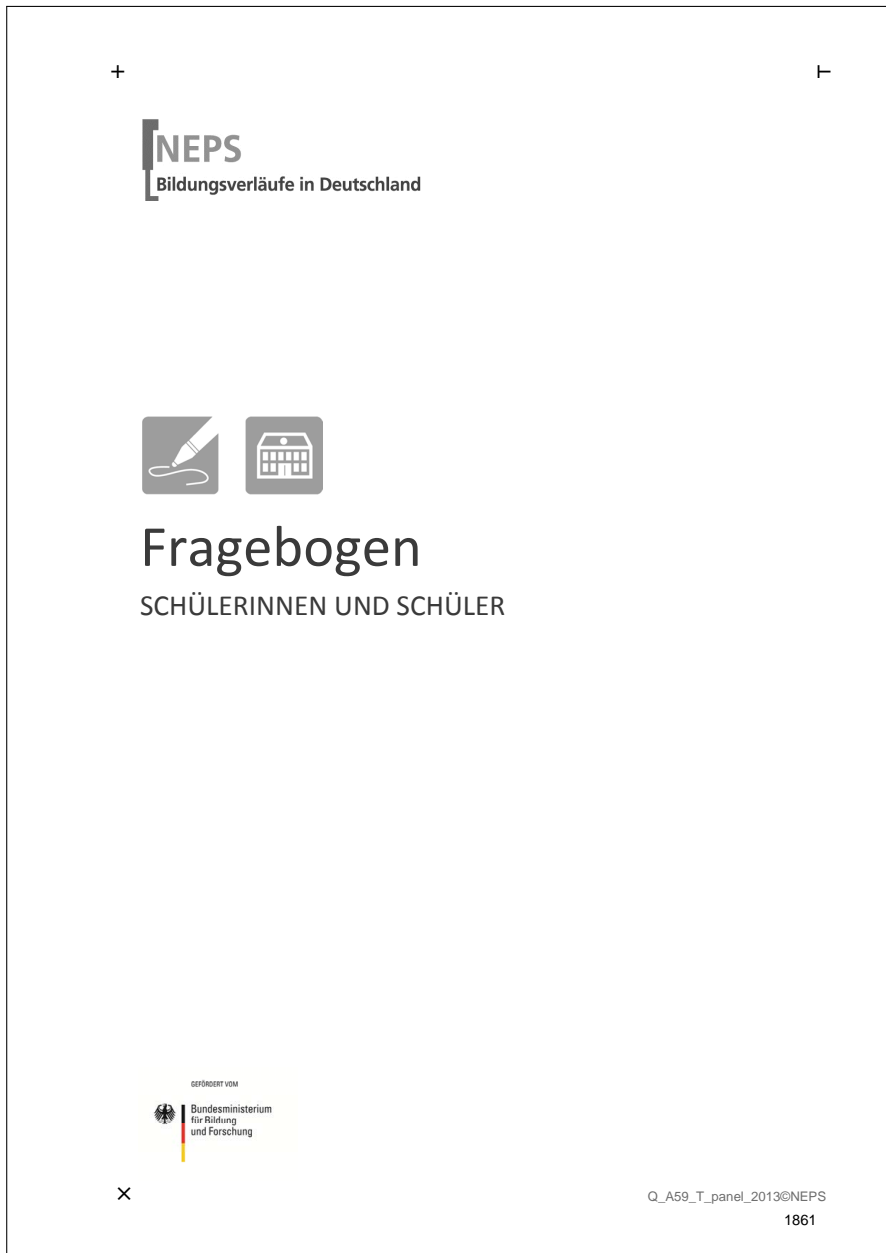 NEPS
Bildungsverläufe in Deutschland
Fragebogen
SCHÜLERINNEN UND SCHÜLER
GEFÖRDERT VOM
Bundesministerium
für Bildung
und Forschung
Q_A59_T_panel_2013©NEPS
1861